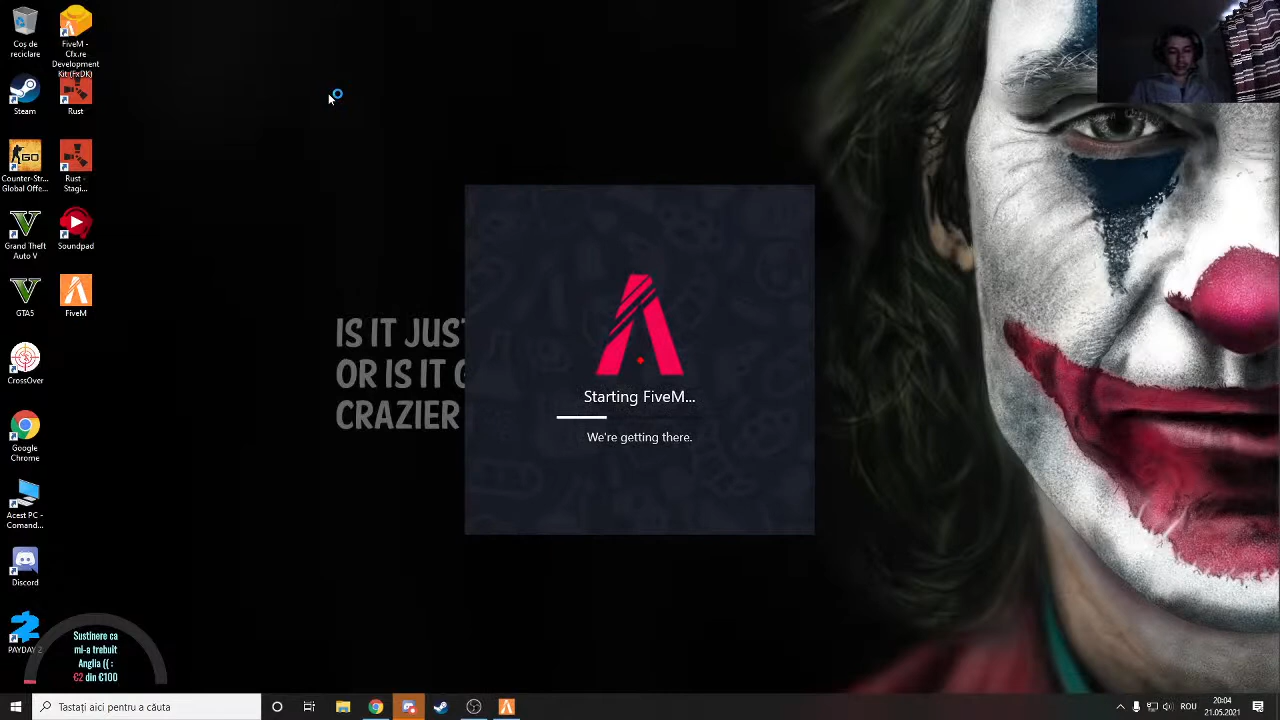 Coș de
reciclare
FiveM -
Cfx.re
Development
Kit (FxDK)
Steam
Rust
Counter-Str...
Global Offe...
Rust -
Stagi...
Grand Theft
Auto V
Soundpad
GTA5
FiveM
CrossOver
Google
Chrome
Acest PC -
Comand...
Discord
PAYDAY 2
IS IT JUST
OR IS IT
CRAZIER
Starting FiveM...
We're getting there.
Sustinere ca
mi-a trebuit
Anglia (( :
€2 din €100
Tastați aici pentru a căuta
ROU
20:04
21.05.2021